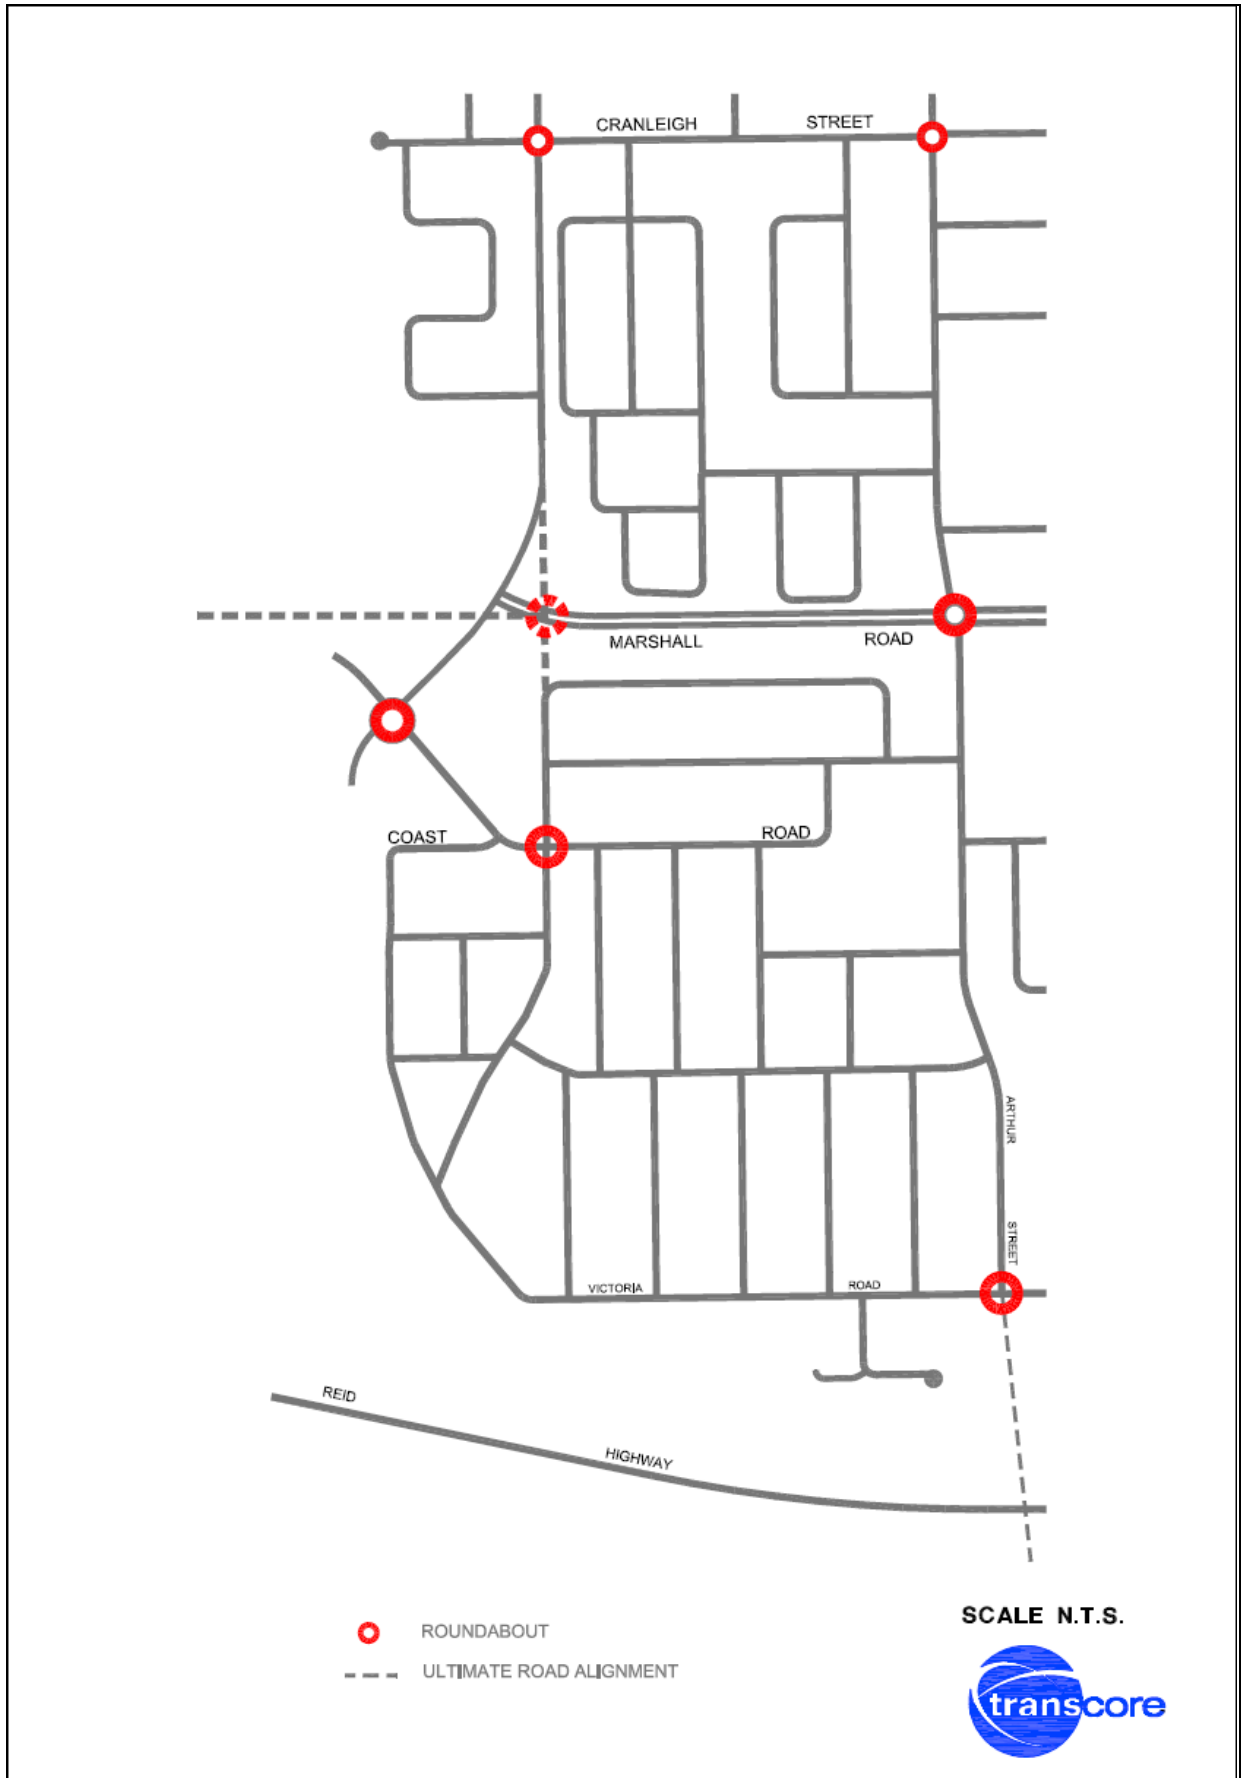 CRANLEIGH STREET
MARSHALL ROAD
COAST ROAD
ARTHUR STREET
VICTORIA ROAD
REID HIGHWAY
SCALE N.T.S.
ROUNDABOUT
ULTIMATE ROAD ALIGNMENT
transcore